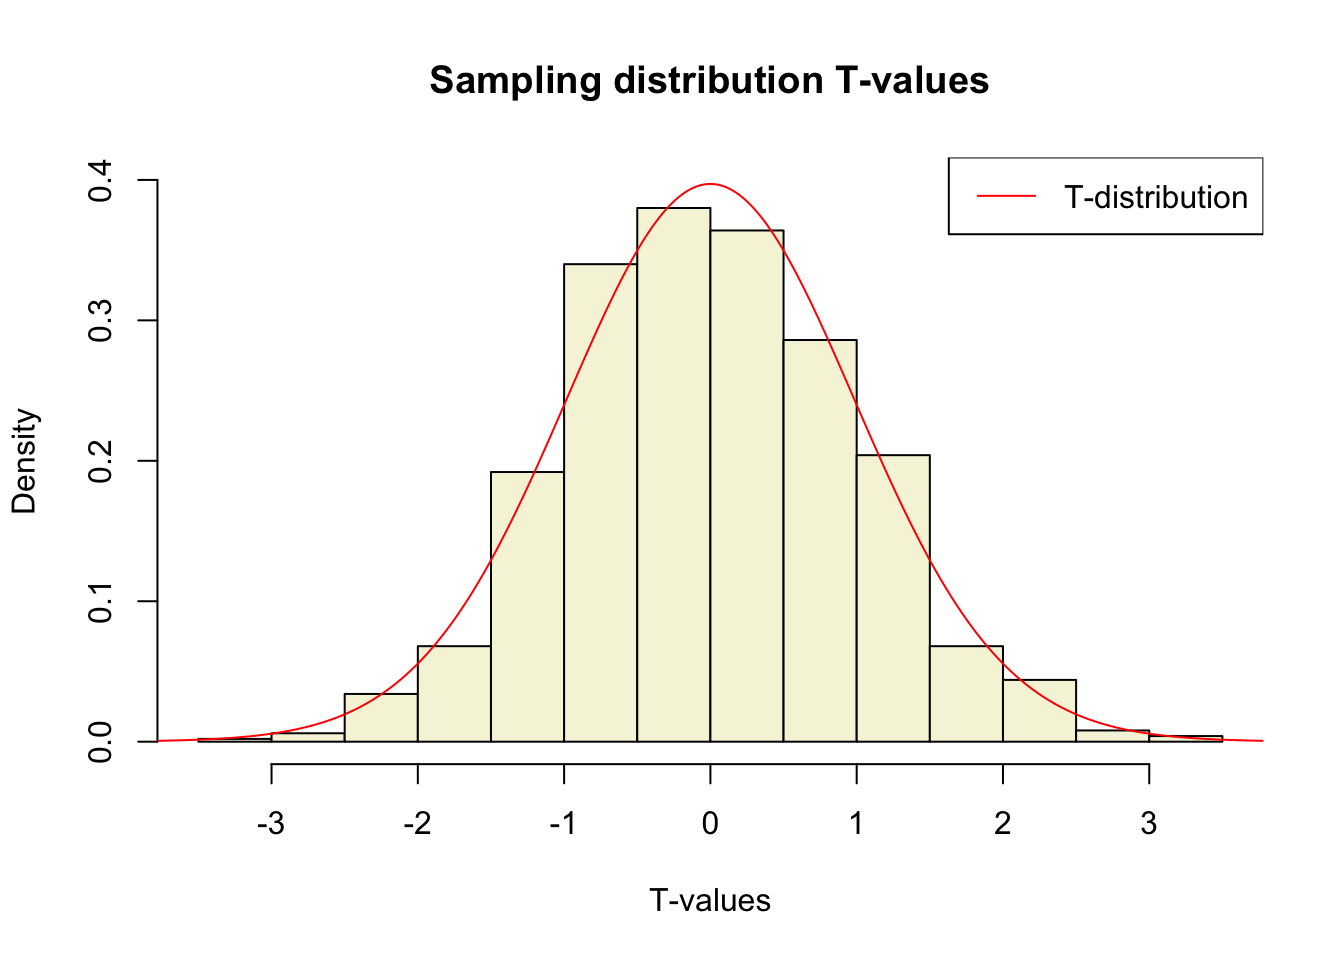 Sampling distribution T-values
T-distribution
Density
0.4
0.3
0.2
0.1
0.0
-3 -2 -1 0 1 2 3
T-values